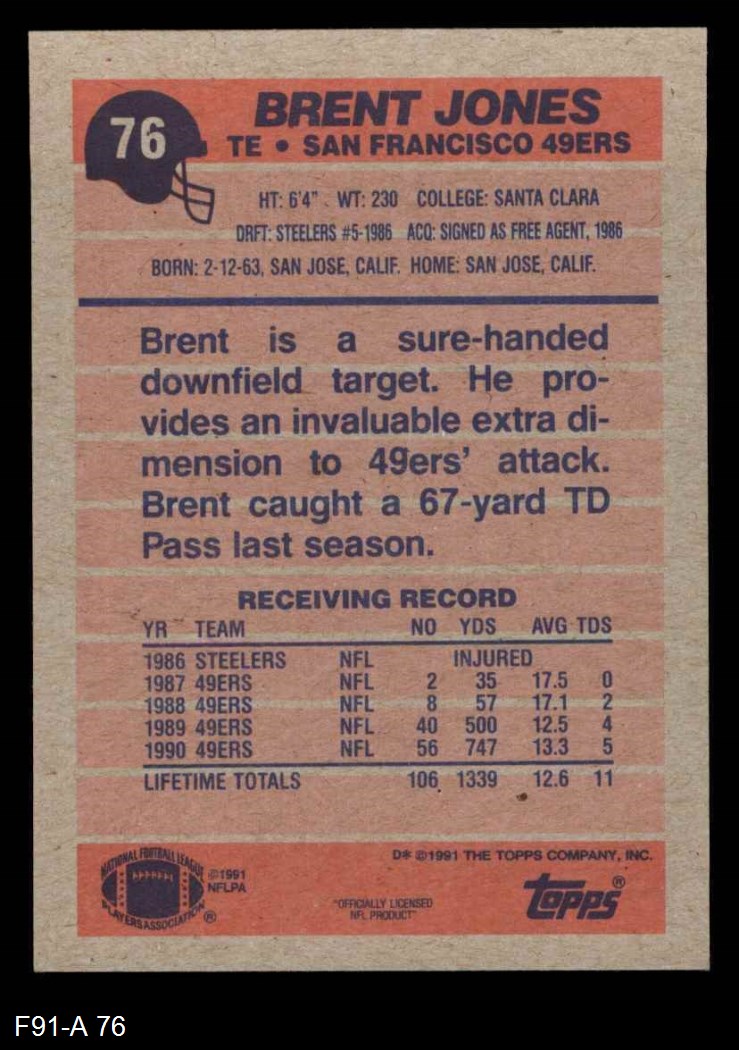 76
BRENT JONES
TE • SAN FRANCISCO 49ERS
HT: 6'4" WT: 230 COLLEGE: SANTA CLARA
DRFT: STEELERS #5-1986 ACQ: SIGNED AS FREE AGENT, 1986
BORN: 2-12-63, SAN JOSE, CALIF. HOME: SAN JOSE, CALIF.
Brent is a sure-handed
downfield target. He pro-
vides an invaluable extra di-
mension to 49ers' attack.
Brent caught a 67-yard TD
Pass last season.
RECEIVING RECORD
YR TEAM NO YDS AVG TDS
1986 STEELERS NFL INJURED
1987 49ERS NFL 2 35 17.5 0
1988 49ERS NFL 8 57 17.1 2
1989 49ERS NFL 40 500 12.5 4
1990 49ERS NFL 56 747 13.3 5
LIFETIME TOTALS 106 1339 12.6 11
NATIONAL FOOTBALL LEAGUE
PLAYERS ASSOCIATION ®
©1991
NFLPA
D* ©1991 THE TOPPS COMPANY, INC.
"OFFICIALLY LICENSED
NFL PRODUCT"
topps®
F91-A 76